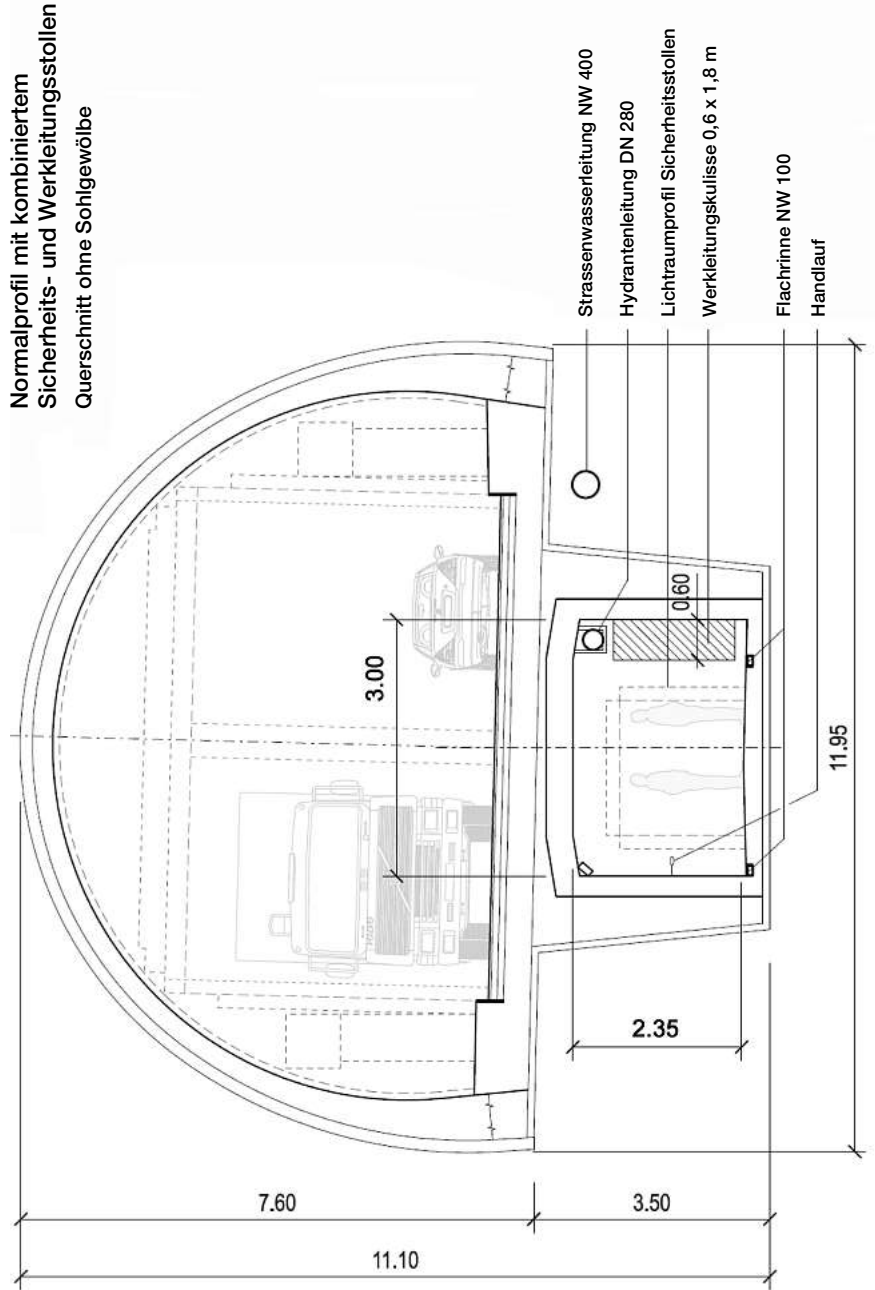 Normalprofil mit kombiniertem
Sicherheits- und Werkleitungsstollen
Querschnitt ohne Sohlgewölbe
Strassenwasserleitung NW 400
Hydrantenleitung DN 280
Lichtraumprofil Sicherheitsstollen
Werkleitungskulisse 0,6 x 1,8 m
Flachrinne NW 100
Handlauf
3.00
0.60
2.35
11.95
7.60
3.50
11.10